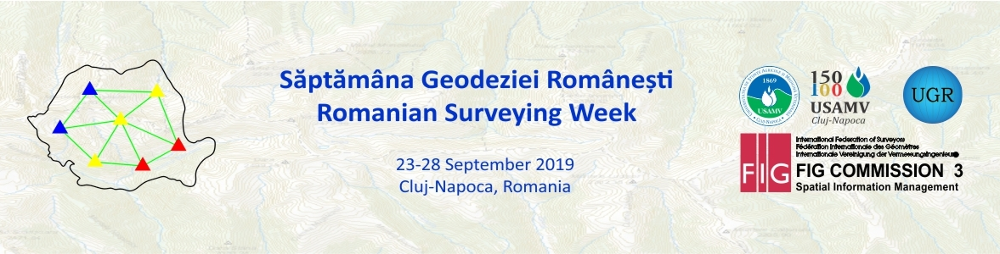 Săptămâna Geodeziei Românești
Romanian Surveying Week
23-28 September 2019
Cluj-Napoca, Romania
1869
USAMV
150
100
USAMV
Cluj-Napoca
UGR
FIG
International Federation of Surveyors
Fédération Internationale des Géomètres
Internationale Vereinigung der Vermessungsingenieure
FIG COMMISSION 3
Spatial Information Management